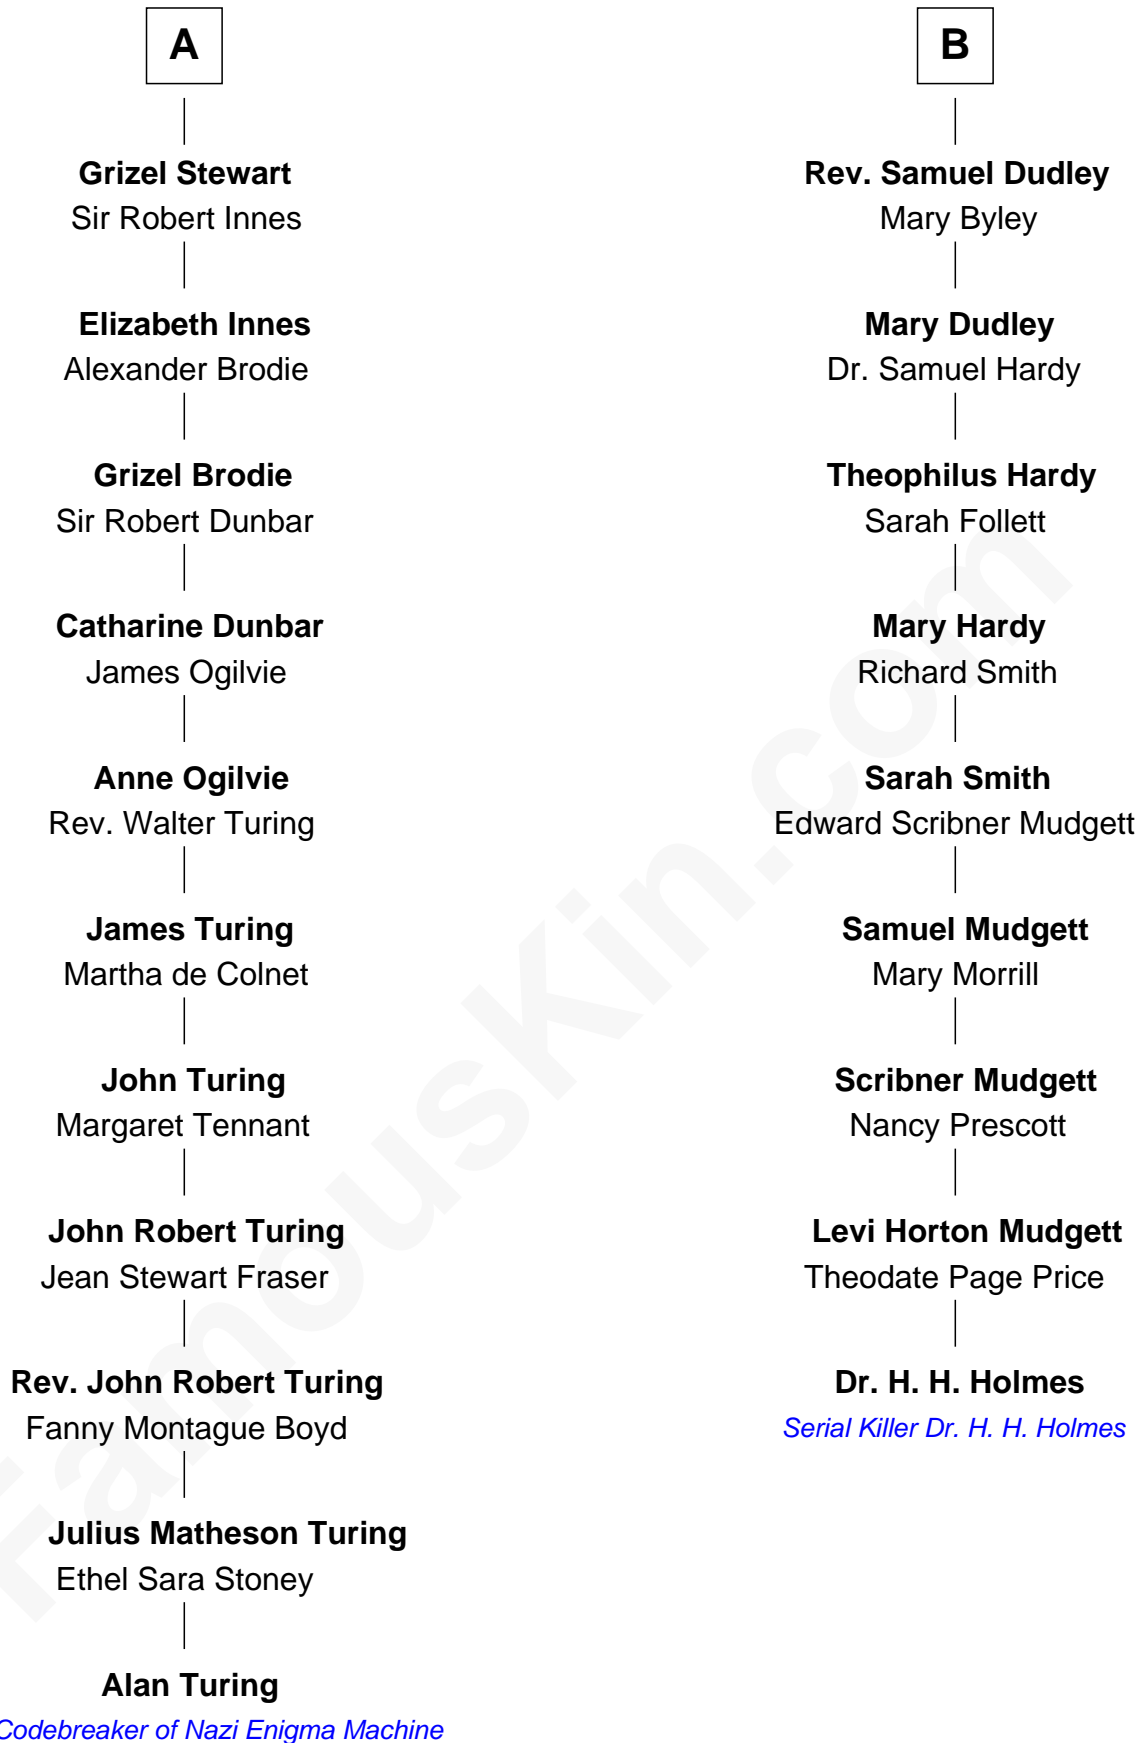 A
Grizel Stewart
Sir Robert Innes
Elizabeth Innes
Alexander Brodie
Grizel Brodie
Sir Robert Dunbar
Catharine Dunbar
James Ogilvie
Anne Ogilvie
Rev. Walter Turing
James Turing
Martha de Colnet
John Turing
Margaret Tennant
John Robert Turing
Jean Stewart Fraser
Rev. John Robert Turing
Fanny Montague Boyd
Julius Matheson Turing
Ethel Sara Stoney
Alan Turing
Codebreaker of Nazi Enigma Machine
B
Rev. Samuel Dudley
Mary Byley
Mary Dudley
Dr. Samuel Hardy
Theophilus Hardy
Sarah Follett
Mary Hardy
Richard Smith
Sarah Smith
Edward Scribner Mudgett
Samuel Mudgett
Mary Morrill
Scribner Mudgett
Nancy Prescott
Levi Horton Mudgett
Theodate Page Price
Dr. H. H. Holmes
Serial Killer Dr. H. H. Holmes
FamousKin.com